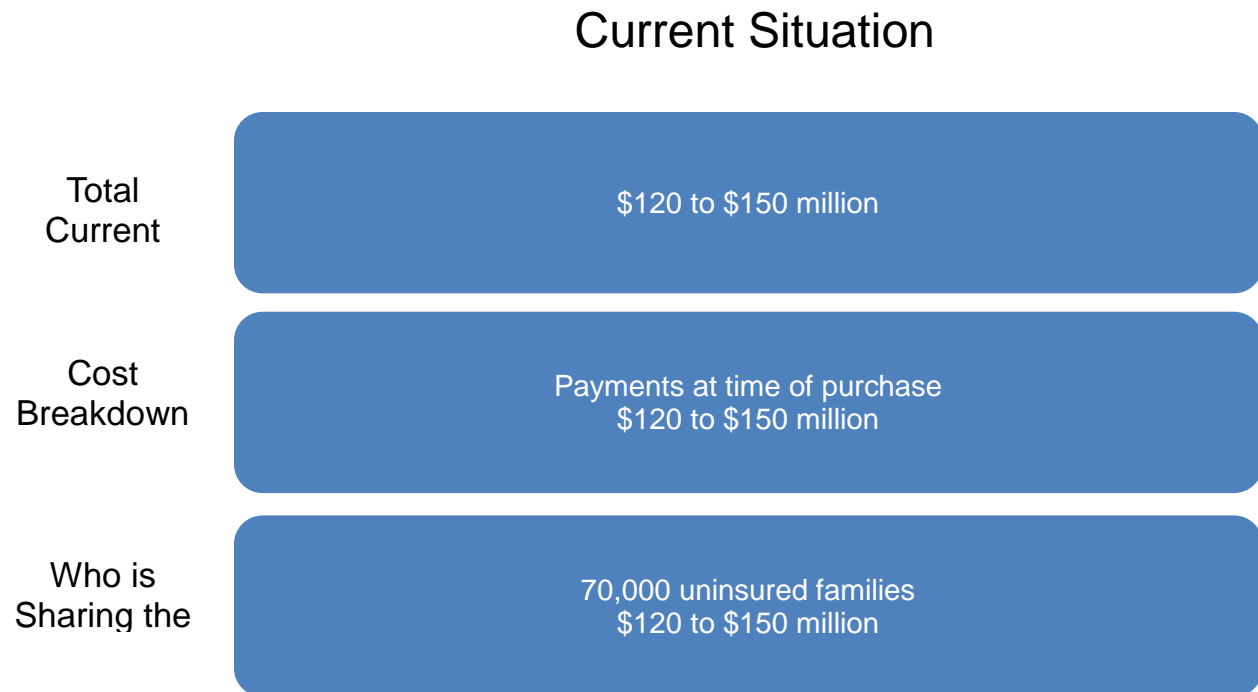 Current Situation
Total
Current
$120 to $150 million
Cost
Breakdown
Payments at time of purchase
$120 to $150 million
Who is
Sharing the
70,000 uninsured families
$120 to $150 million